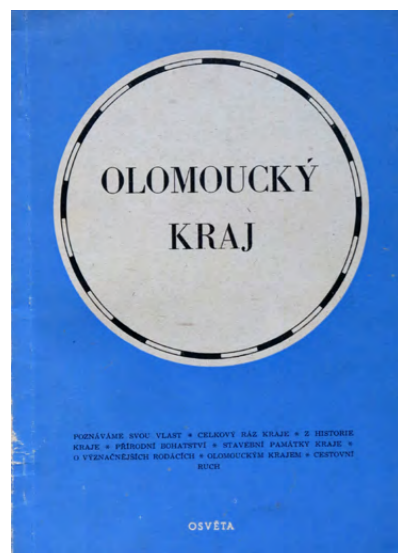 OLOMOUCKÝ
KRAJ
POZNÁVÁME SVOU VLAST * CELKOVÝ RÁZ KRAJE * Z HISTORIE
KRAJE * PŘÍRODNÍ BOHATSTVÍ * STAVEBNÍ PAMÁTKY KRAJE *
O VÝZNAČNĚJŠÍCH RODÁCÍCH * OLOMOUCKÝM KRAJEM * CESTOVNÍ
RUCH
OSVĚTA